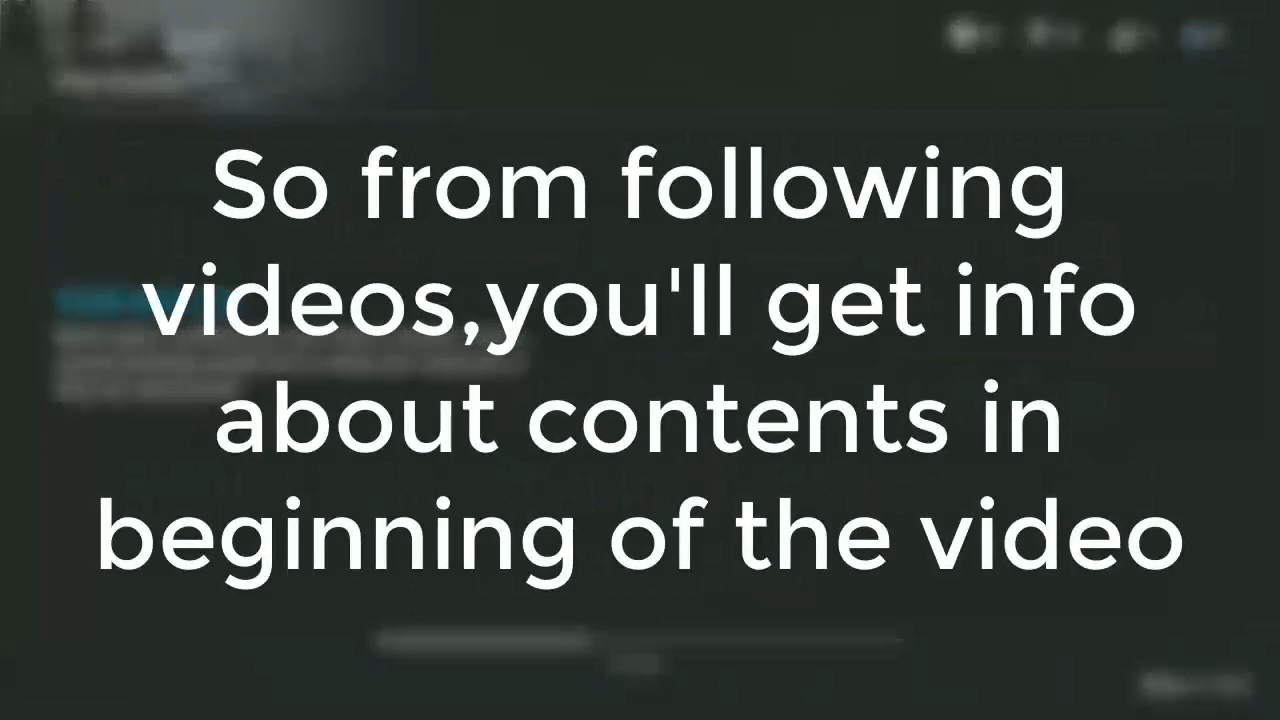 So from following
videos,you'll get info
about contents in
beginning of the video